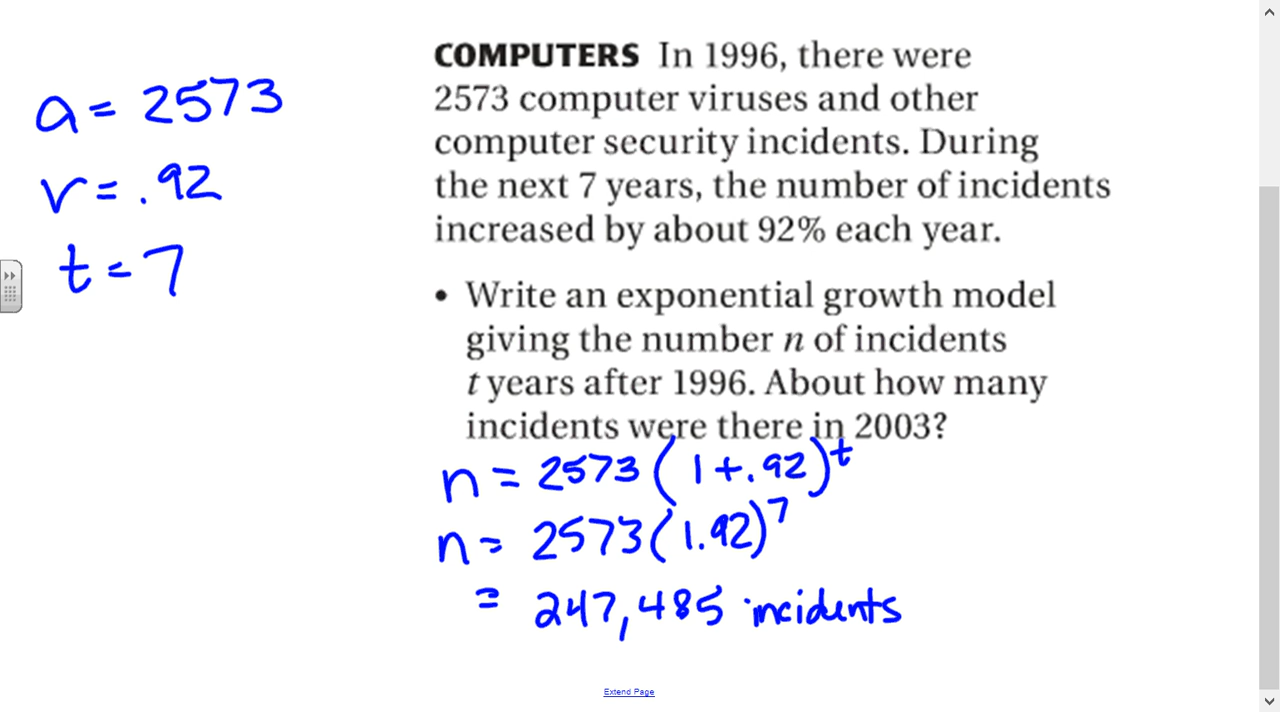 a = 2573
r = .92
t = 7
COMPUTERS In 1996, there were
2573 computer viruses and other
computer security incidents. During
the next 7 years, the number of incidents
increased by about 92% each year.
• Write an exponential growth model
giving the number n of incidents
t years after 1996. About how many
incidents were there in 2003?
n = 2573(1+.92)^t
n = 2573(1.92)^7
= 247,485 incidents
Extend Page